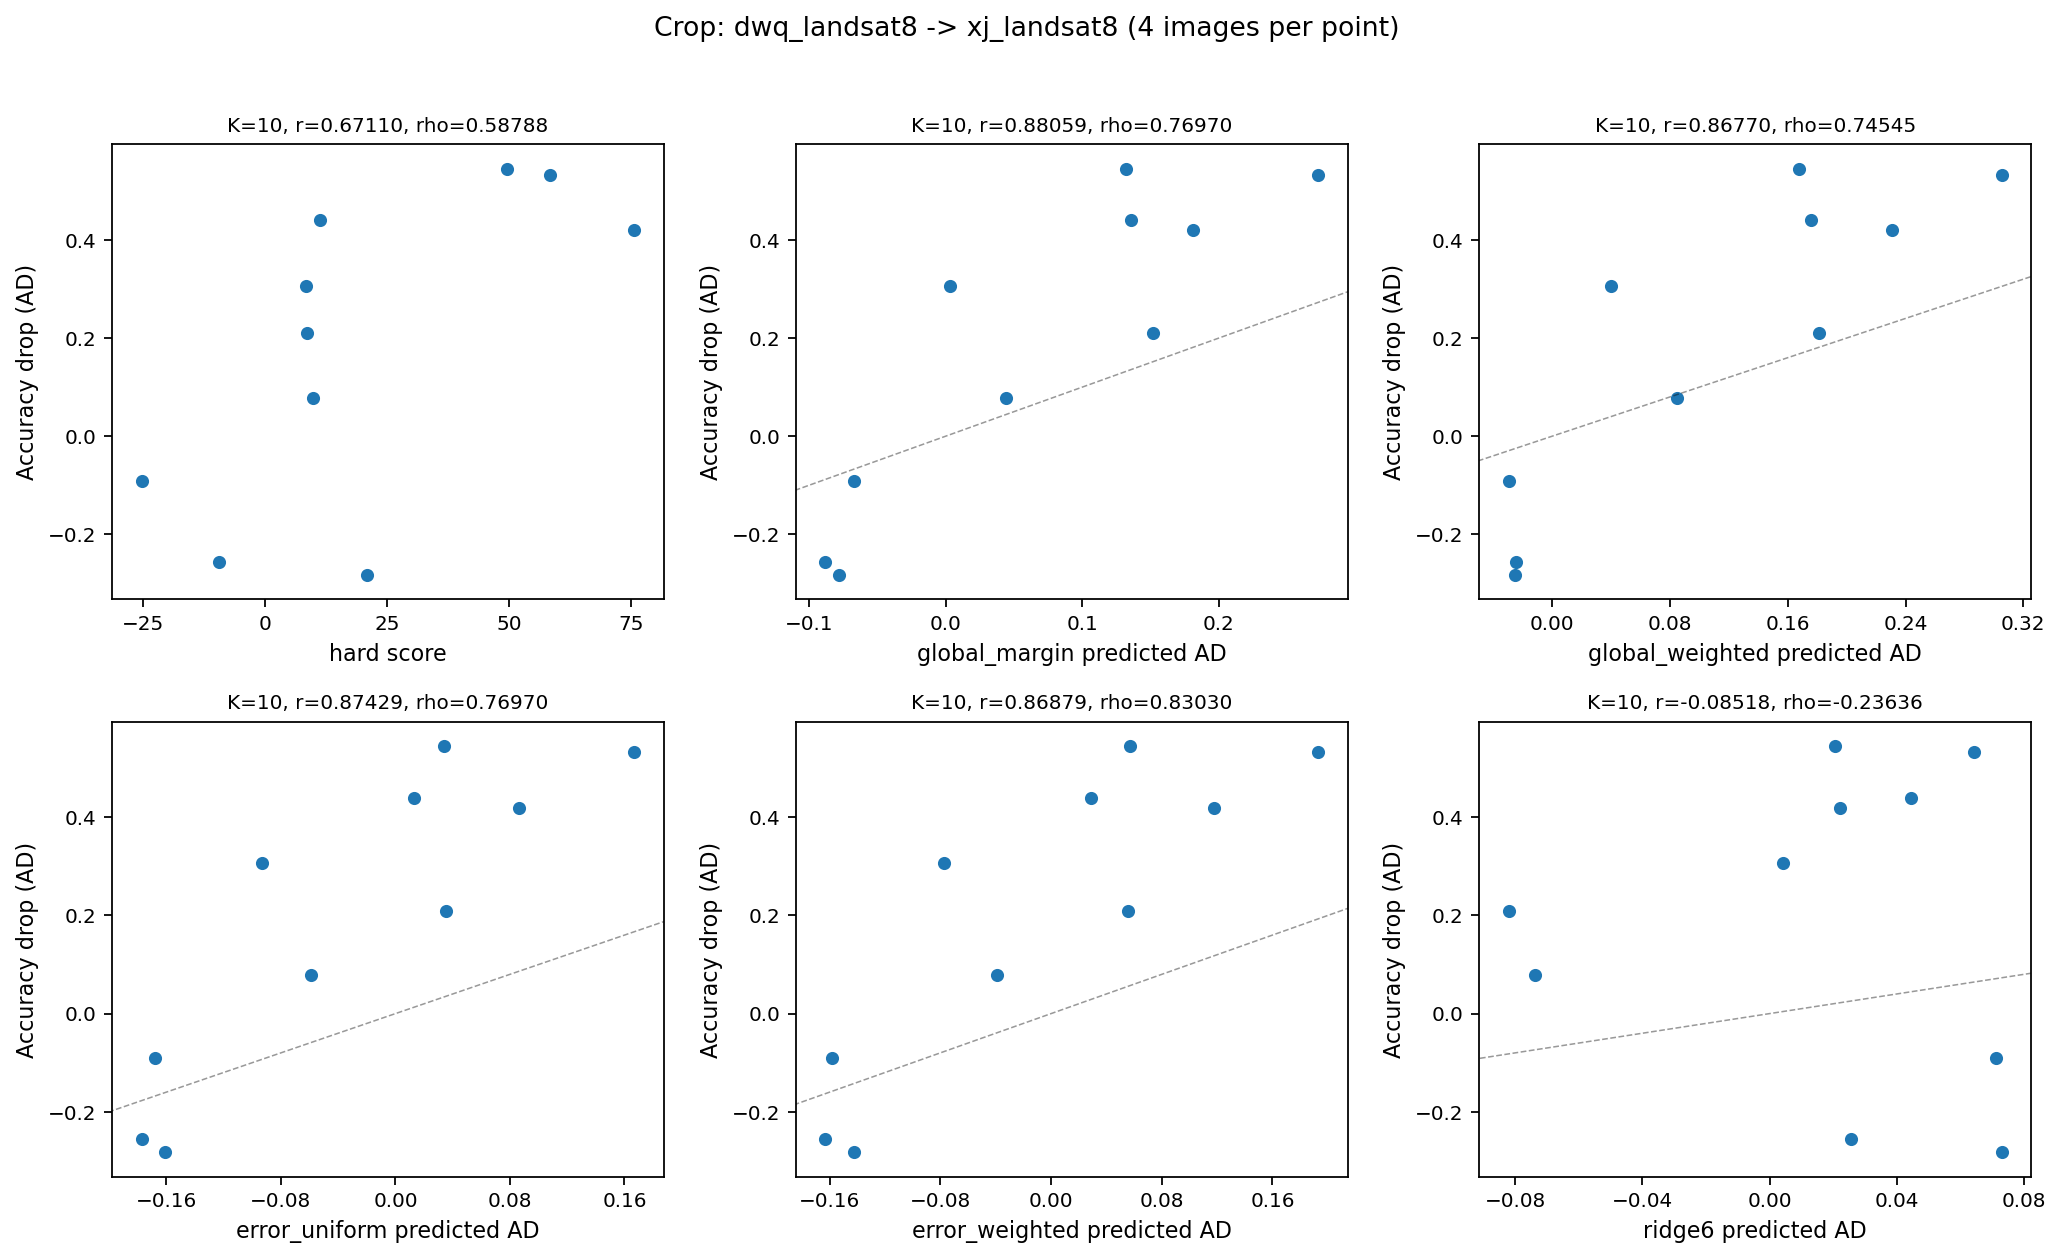 Crop: dwq_landsat8 -> xj_landsat8 (4 images per point)
K=10, r=0.67110, rho=0.58788
Accuracy drop (AD)
0.4
0.2
0.0
−0.2
−25 0 25 50 75
hard score
K=10, r=0.88059, rho=0.76970
Accuracy drop (AD)
0.4
0.2
0.0
−0.2
−0.1 0.0 0.1 0.2
global_margin predicted AD
K=10, r=0.86770, rho=0.74545
Accuracy drop (AD)
0.4
0.2
0.0
−0.2
0.00 0.08 0.16 0.24 0.32
global_weighted predicted AD
K=10, r=0.87429, rho=0.76970
Accuracy drop (AD)
0.4
0.2
0.0
−0.2
−0.16 −0.08 0.00 0.08 0.16
error_uniform predicted AD
K=10, r=0.86879, rho=0.83030
Accuracy drop (AD)
0.4
0.2
0.0
−0.2
−0.16 −0.08 0.00 0.08 0.16
error_weighted predicted AD
K=10, r=-0.08518, rho=-0.23636
Accuracy drop (AD)
0.4
0.2
0.0
−0.2
−0.08 −0.04 0.00 0.04 0.08
ridge6 predicted AD